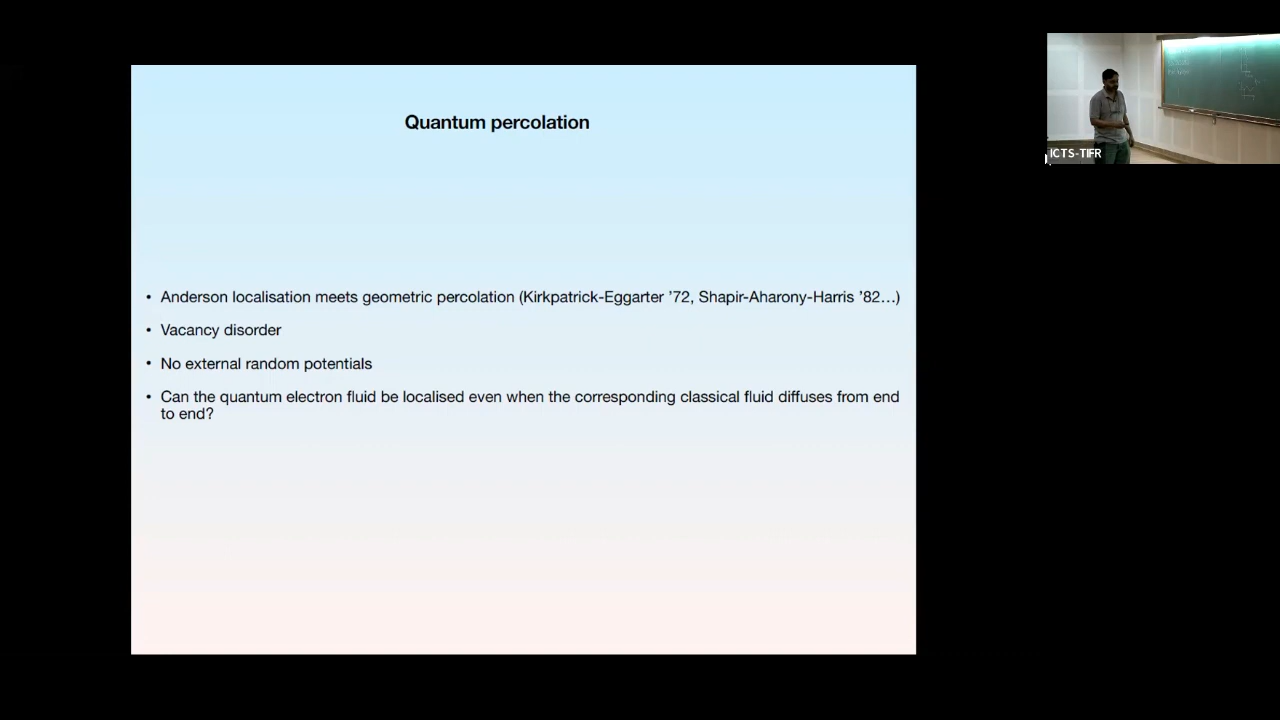 Quantum percolation
• Anderson localisation meets geometric percolation (Kirkpatrick-Eggarter ’72, Shapir-Aharony-Harris ’82…)
• Vacancy disorder
• No external random potentials
• Can the quantum electron fluid be localised even when the corresponding classical fluid diffuses from end
to end?
ICTS-TIFR